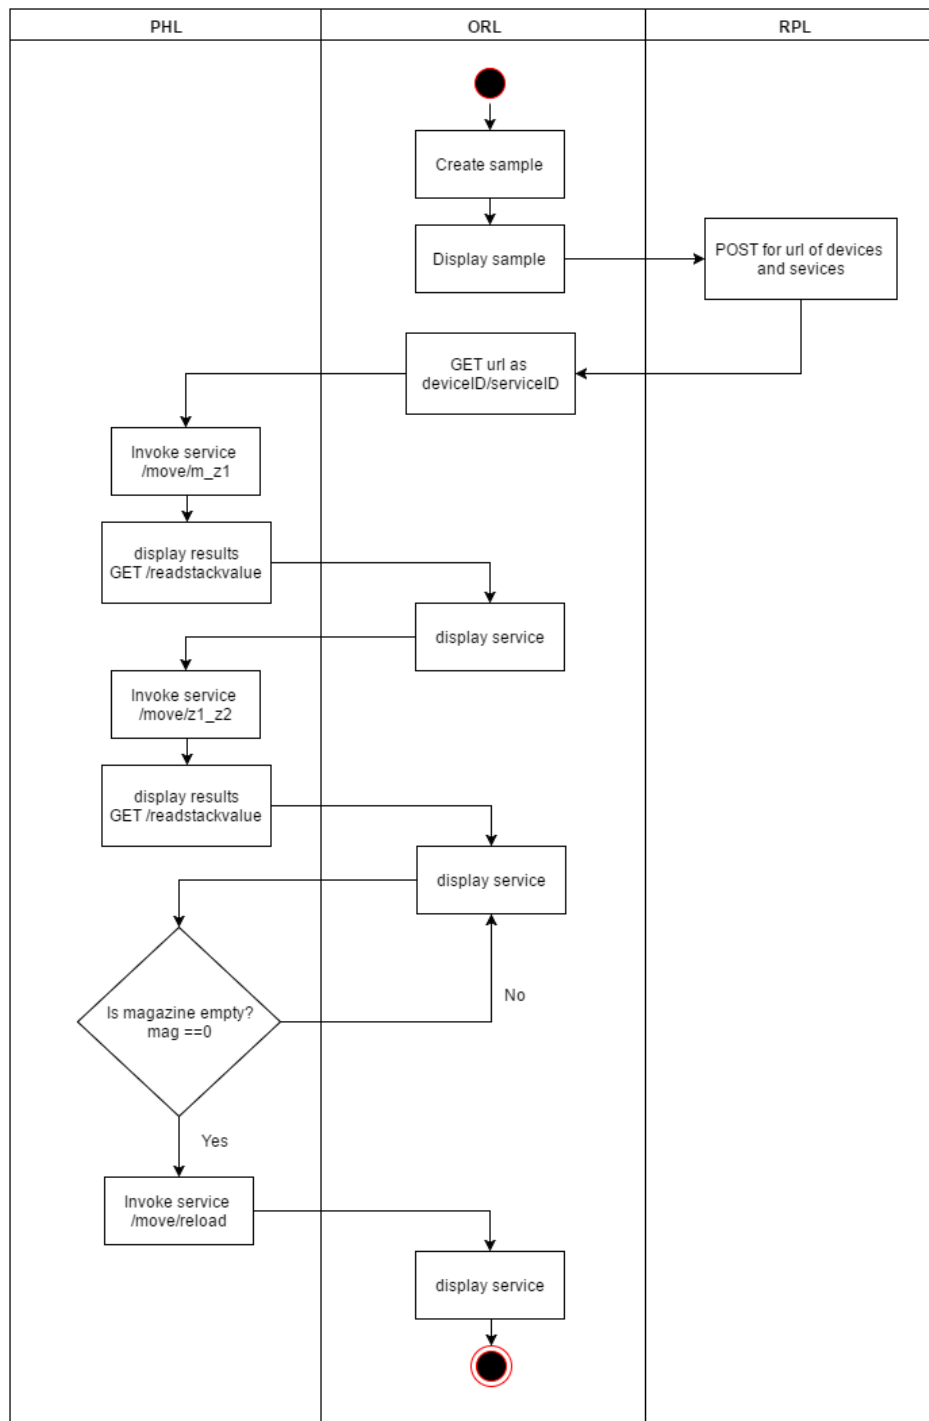 PHL
ORL
RPL
Create sample
Display sample
POST for url of devices
and sevices
GET url as
deviceID/serviceID
Invoke service
/move/m_z1
display results
GET /readstackvalue
display service
Invoke service
/move/z1_z2
display results
GET /readstackvalue
display service
Is magazine empty?
mag ==0
No
Yes
Invoke service
/move/reload
display service